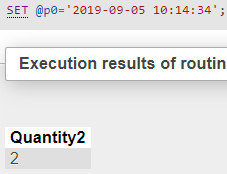 SET @p0='2019-09-05 10:14:34';
Execution results of routin
Quantity2
2